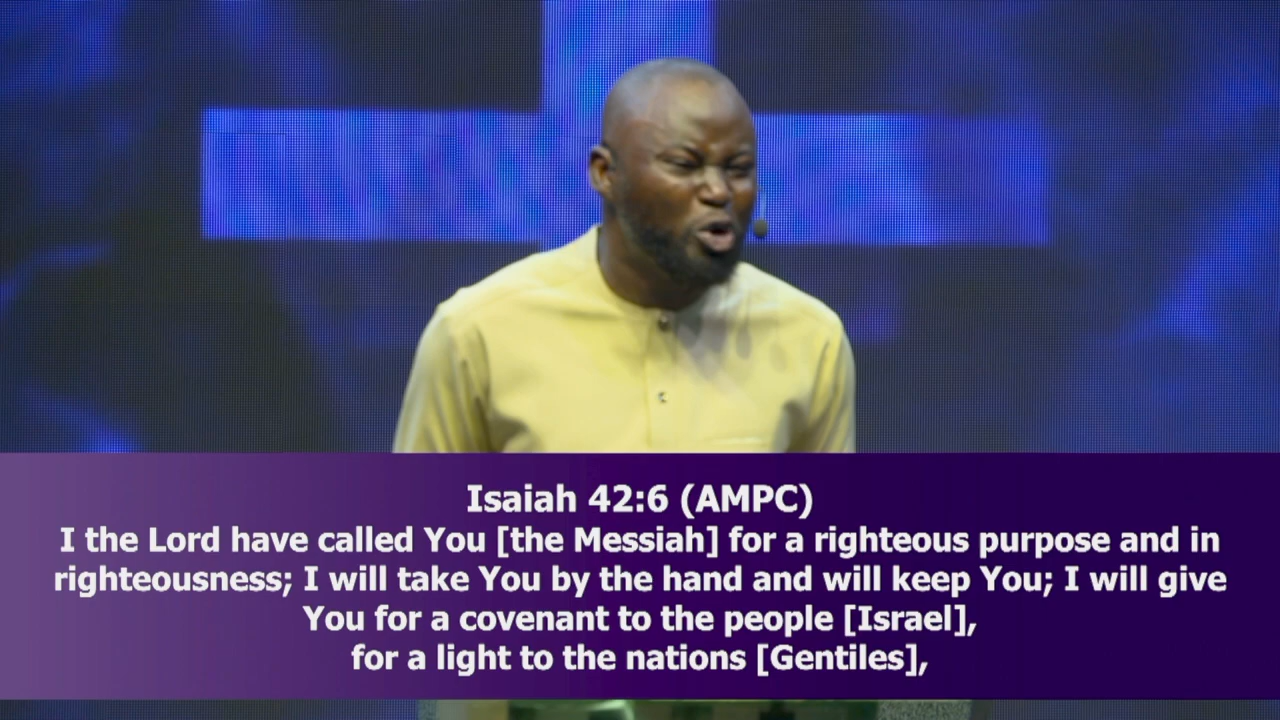 Isaiah 42:6 (AMPC)
I the Lord have called You [the Messiah] for a righteous purpose and in
righteousness; I will take You by the hand and will keep You; I will give
You for a covenant to the people [Israel],
for a light to the nations [Gentiles],